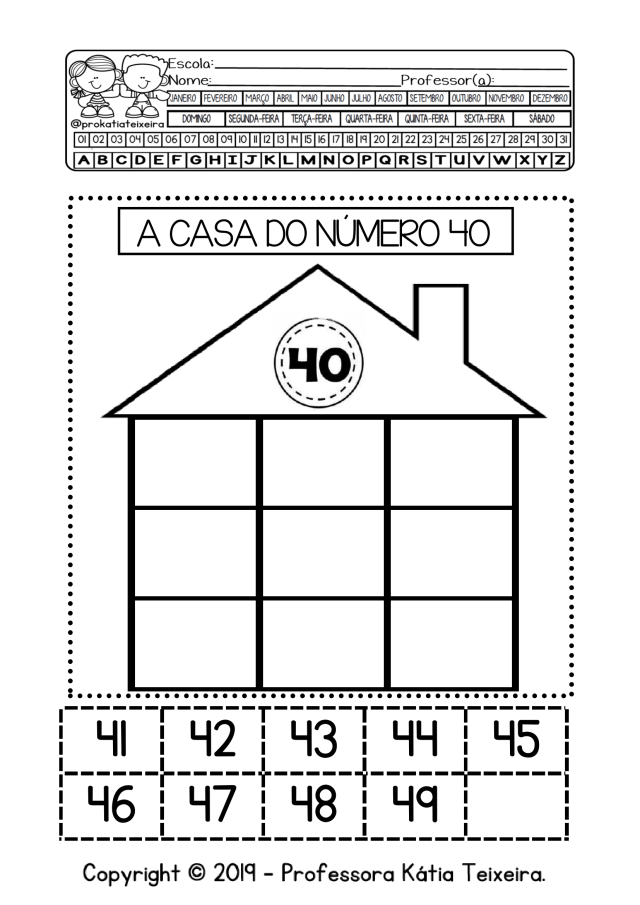 Escola:
Nome: Professor(a):
JANEIRO FEVEREIRO MARÇO ABRIL MAIO JUNHO JULHO AGOSTO SETEMBRO OUTUBRO NOVEMBRO DEZEMBRO
DOMINGO SEGUNDA-FEIRA TERÇA-FEIRA QUARTA-FEIRA QUINTA-FEIRA SEXTA-FEIRA SÁBADO
@prokatiateixeira
01 02 03 04 05 06 07 08 09 10 11 12 13 14 15 16 17 18 19 20 21 22 23 24 25 26 27 28 29 30 31
A B C D E F G H I J K L M N O P Q R S T U V W X Y Z
A CASA DO NÚMERO 40
40
41 42 43 44 45
46 47 48 49
Copyright © 2019 - Professora Kátia Teixeira.